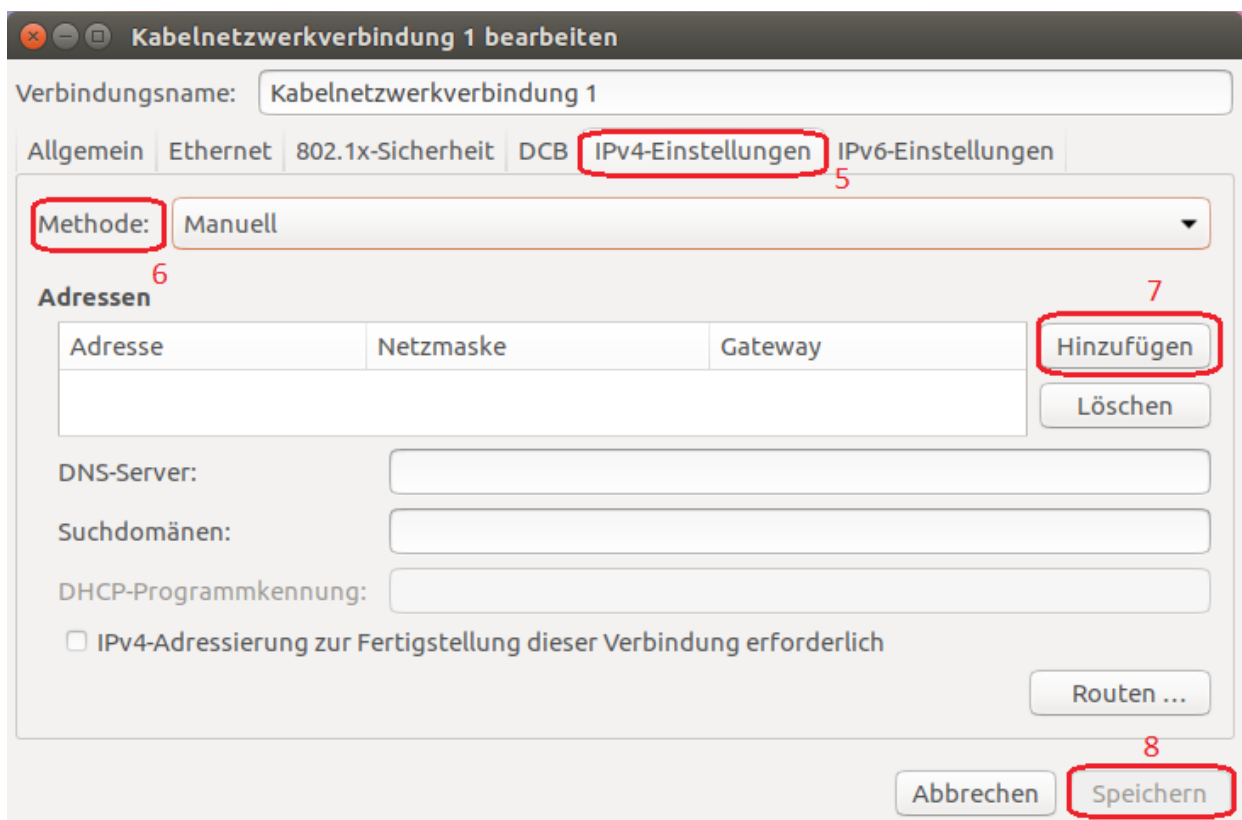 Kabelnetzwerkverbindung 1 bearbeiten
Verbindungsname: Kabelnetzwerkverbindung 1
Allgemein Ethernet 802.1x-Sicherheit DCB IPv4-Einstellungen IPv6-Einstellungen
5
Methode: Manuell
6
Adressen
7
Adresse Netzmaske Gateway Hinzufügen
Löschen
DNS-Server:
Suchdomänen:
DHCP-Programmkennung:
IPv4-Adressierung zur Fertigstellung dieser Verbindung erforderlich
Routen ...
8
Abbrechen Speichern